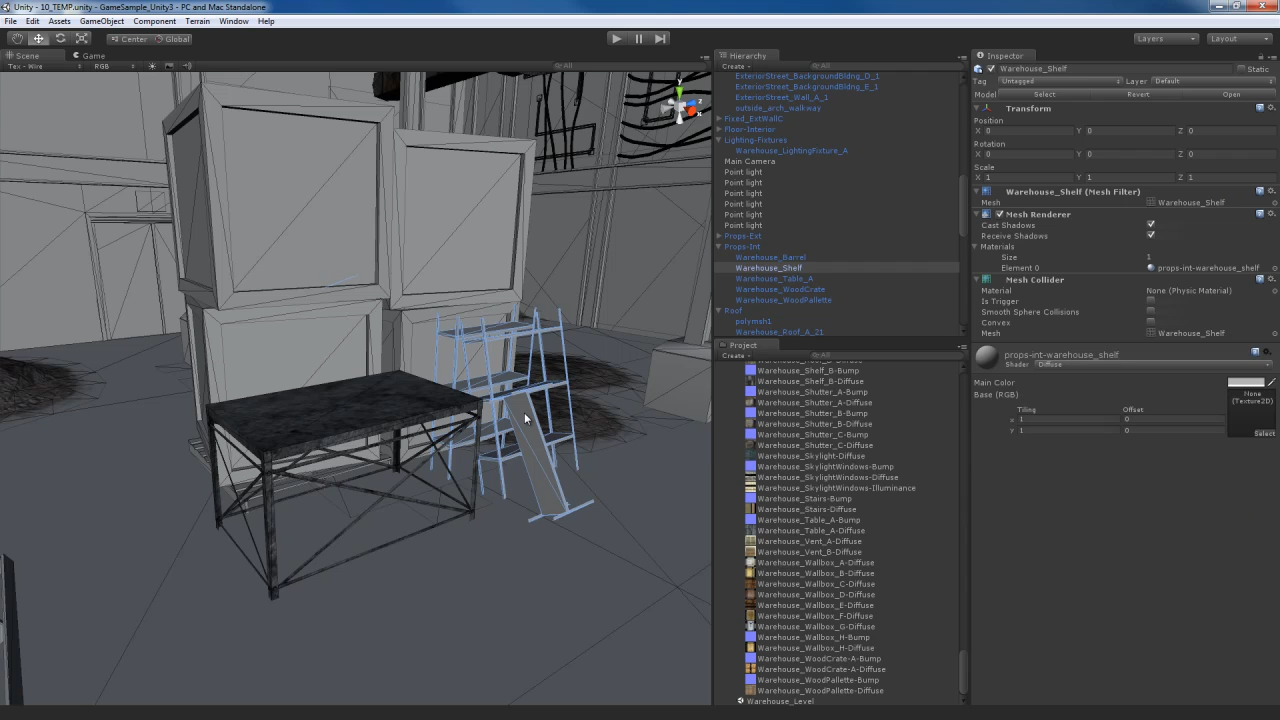 Unity - 10_TEMP.unity - GameSample_Unity3 - PC and Mac Standalone
File Edit Assets GameObject Component Terrain Window Help
Center Global
Layers Layout
Scene Game
Tex - Wire RGB All
y
z
x
Hierarchy
Create All
ExteriorStreet_BackgroundBldng_D_1
ExteriorStreet_BackgroundBldng_E_1
ExteriorStreet_Wall_A_1
outside_arch_walkway
Fixed_ExtWallC
Floor-Interior
Lighting-Fixtures
Warehouse_LightingFixture_A
Main Camera
Point light
Point light
Point light
Point light
Point light
Point light
Props-Ext
Props-Int
Warehouse_Barrel
Warehouse_Shelf
Warehouse_Table_A
Warehouse_WoodCrate
Warehouse_WoodPallette
Roof
polymsh1
Warehouse_Roof_A_21
Project
Create All
Warehouse_Shelf_B-Bump
Warehouse_Shelf_B-Diffuse
Warehouse_Shutter_A-Bump
Warehouse_Shutter_A-Diffuse
Warehouse_Shutter_B-Bump
Warehouse_Shutter_B-Diffuse
Warehouse_Shutter_C-Bump
Warehouse_Shutter_C-Diffuse
Warehouse_Skylight-Diffuse
Warehouse_SkylightWindows-Bump
Warehouse_SkylightWindows-Diffuse
Warehouse_SkylightWindows-Illuminance
Warehouse_Stairs-Bump
Warehouse_Stairs-Diffuse
Warehouse_Table_A-Bump
Warehouse_Table_A-Diffuse
Warehouse_Vent_A-Diffuse
Warehouse_Vent_B-Diffuse
Warehouse_Wallbox_A-Diffuse
Warehouse_Wallbox_B-Diffuse
Warehouse_Wallbox_C-Diffuse
Warehouse_Wallbox_D-Diffuse
Warehouse_Wallbox_E-Diffuse
Warehouse_Wallbox_F-Diffuse
Warehouse_Wallbox_G-Diffuse
Warehouse_Wallbox_H-Bump
Warehouse_Wallbox_H-Diffuse
Warehouse_WoodCrate-A-Bump
Warehouse_WoodCrate-A-Diffuse
Warehouse_WoodPallette-Bump
Warehouse_WoodPallette-Diffuse
Warehouse_Level
Inspector
Warehouse_Shelf Static
Tag Untagged Layer Default
Model Select Revert Open
Transform
Position
X 0 Y 0 Z 0
Rotation
X 0 Y 0 Z 0
Scale
X 1 Y 1 Z 1
Warehouse_Shelf (Mesh Filter)
Mesh Warehouse_Shelf
Mesh Renderer
Cast Shadows
Receive Shadows
Materials
Size 1
Element 0 props-int-warehouse_shelf
Mesh Collider
Material None (Physic Material)
Is Trigger
Smooth Sphere Collisions
Convex
Mesh Warehouse_Shelf
props-int-warehouse_shelf
Shader Diffuse
Main Color
Base (RGB)
None
(Texture2D)
Tiling Offset
x 1 0
y 1 0
Select